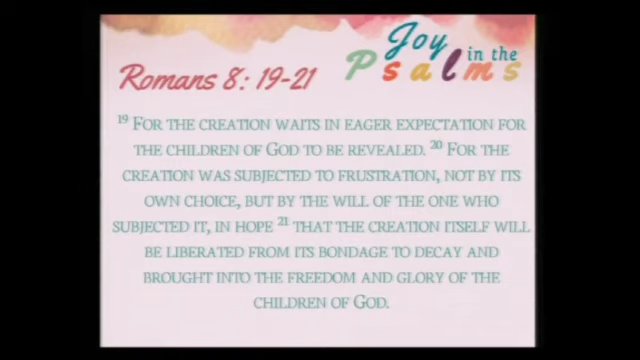 Joy in the
Psalms
Romans 8: 19-21
19 FOR THE CREATION WAITS IN EAGER EXPECTATION FOR
THE CHILDREN OF GOD TO BE REVEALED. 20 FOR THE
CREATION WAS SUBJECTED TO FRUSTRATION, NOT BY ITS
OWN CHOICE, BUT BY THE WILL OF THE ONE WHO
SUBJECTED IT, IN HOPE 21 THAT THE CREATION ITSELF WILL
BE LIBERATED FROM ITS BONDAGE TO DECAY AND
BROUGHT INTO THE FREEDOM AND GLORY OF THE
CHILDREN OF GOD.